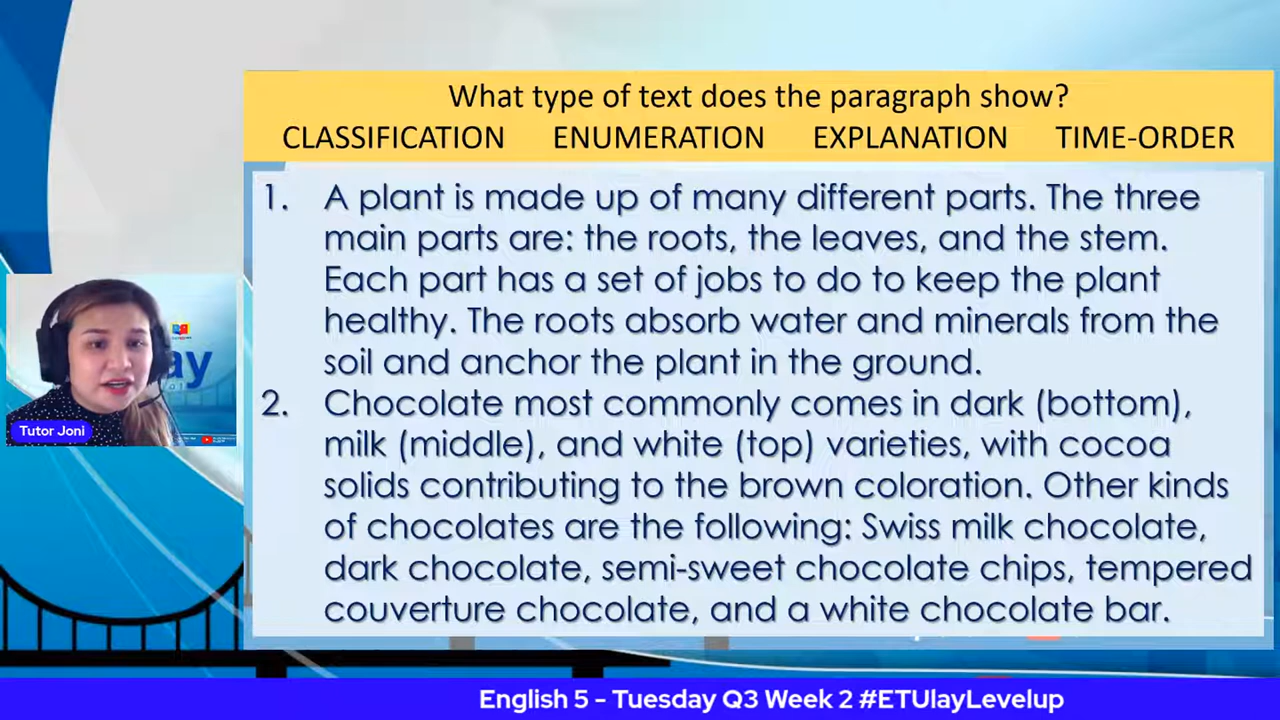 What type of text does the paragraph show?
CLASSIFICATION ENUMERATION EXPLANATION TIME-ORDER
1. A plant is made up of many different parts. The three
main parts are: the roots, the leaves, and the stem.
Each part has a set of jobs to do to keep the plant
healthy. The roots absorb water and minerals from the
soil and anchor the plant in the ground.
2. Chocolate most commonly comes in dark (bottom),
milk (middle), and white (top) varieties, with cocoa
solids contributing to the brown coloration. Other kinds
of chocolates are the following: Swiss milk chocolate,
dark chocolate, semi-sweet chocolate chips, tempered
couverture chocolate, and a white chocolate bar.
Tutor Joni
English 5 - Tuesday Q3 Week 2 #ETUlayLevelup